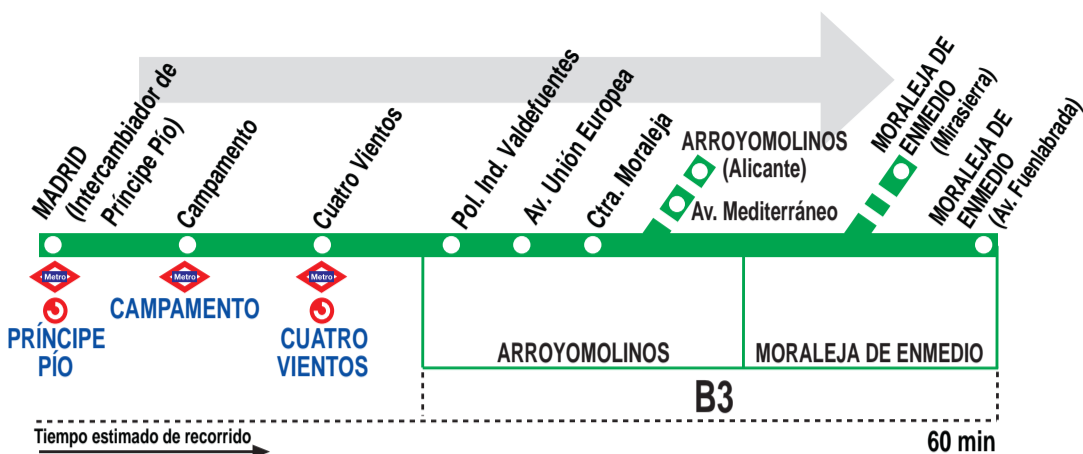 MADRID
(Intercambiador de
Príncipe Pío)
Campamento
Cuatro Vientos
Pol. Ind. Valdefuentes
Av. Unión Europea
Ctra. Moraleja
ARROYOMOLINOS
(Alicante)
Av. Mediterráneo
MORALEJA DE
ENMEDIO
(Mirasierra)
MORALEJA DE
ENMEDIO
(Av. Fuenlabrada)
Metro
Metro
Metro
PRÍNCIPE
PÍO
CAMPAMENTO
CUATRO
VIENTOS
ARROYOMOLINOS
MORALEJA DE ENMEDIO
B3
Tiempo estimado de recorrido
60 min